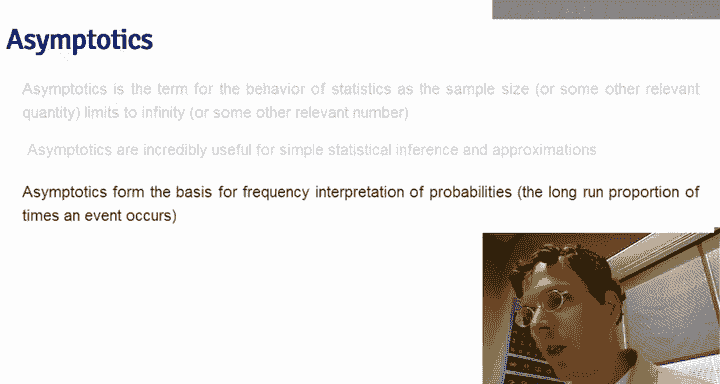 Asymptotics
Asymptotics is the term for the behavior of statistics as the sample size (or some other relevant
quantity) limits to infinity (or some other relevant number)
Asymptotics are incredibly useful for simple statistical inference and approximations
Asymptotics form the basis for frequency interpretation of probabilities (the long run proportion of
times an event occurs)